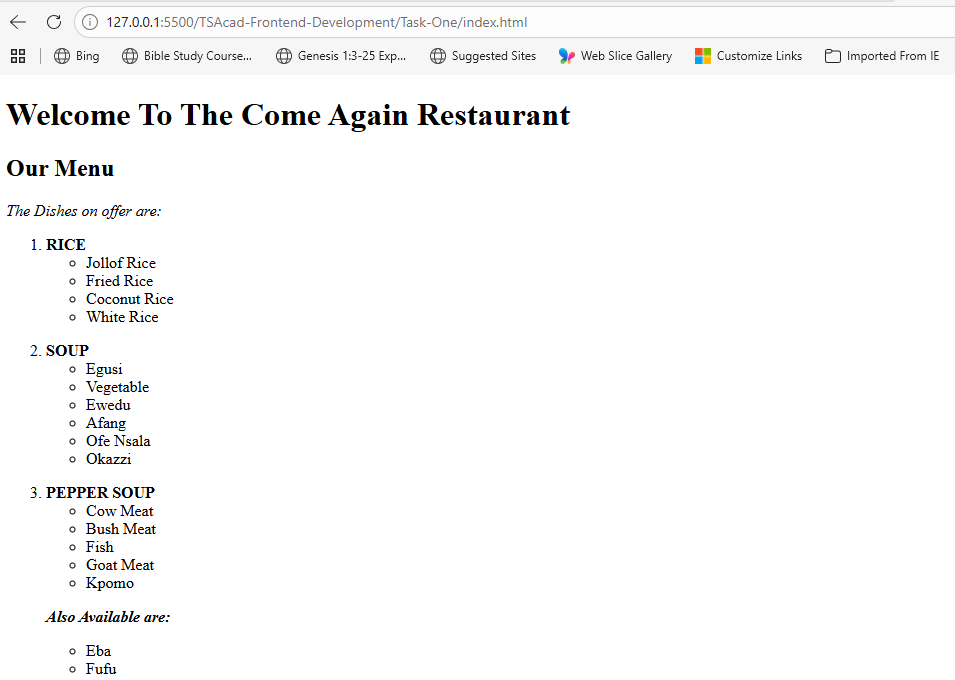 127.0.0.1:5500/TSAcad-Frontend-Development/Task-One/index.html
Bing Bible Study Course... Genesis 1:3-25 Exp... Suggested Sites Web Slice Gallery Customize Links Imported From IE
Welcome To The Come Again Restaurant
Our Menu
The Dishes on offer are:
1. RICE
Jollof Rice
Fried Rice
Coconut Rice
White Rice
2. SOUP
Egusi
Vegetable
Ewedu
Afang
Ofe Nsala
Okazzi
3. PEPPER SOUP
Cow Meat
Bush Meat
Fish
Goat Meat
Kpomo
Also Available are:
Eba
Fufu